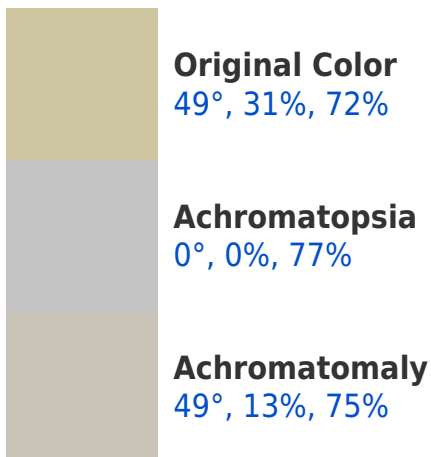 Original Color
49°, 31%, 72%
Achromatopsia
0°, 0%, 77%
Achromatomaly
49°, 13%, 75%